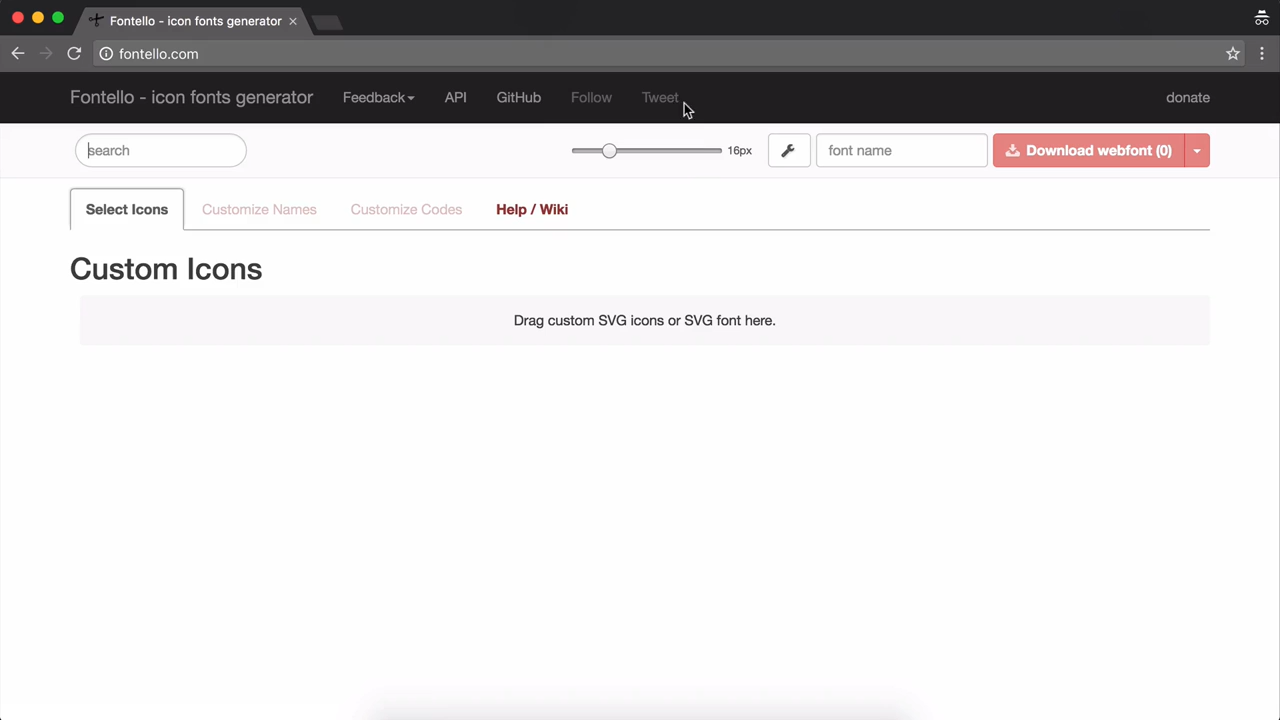 Fontello - icon fonts generator
fontello.com
Fontello - icon fonts generator Feedback API GitHub Follow Tweet donate
search 16px font name Download webfont (0)
Select Icons Customize Names Customize Codes Help / Wiki
Custom Icons
Drag custom SVG icons or SVG font here.